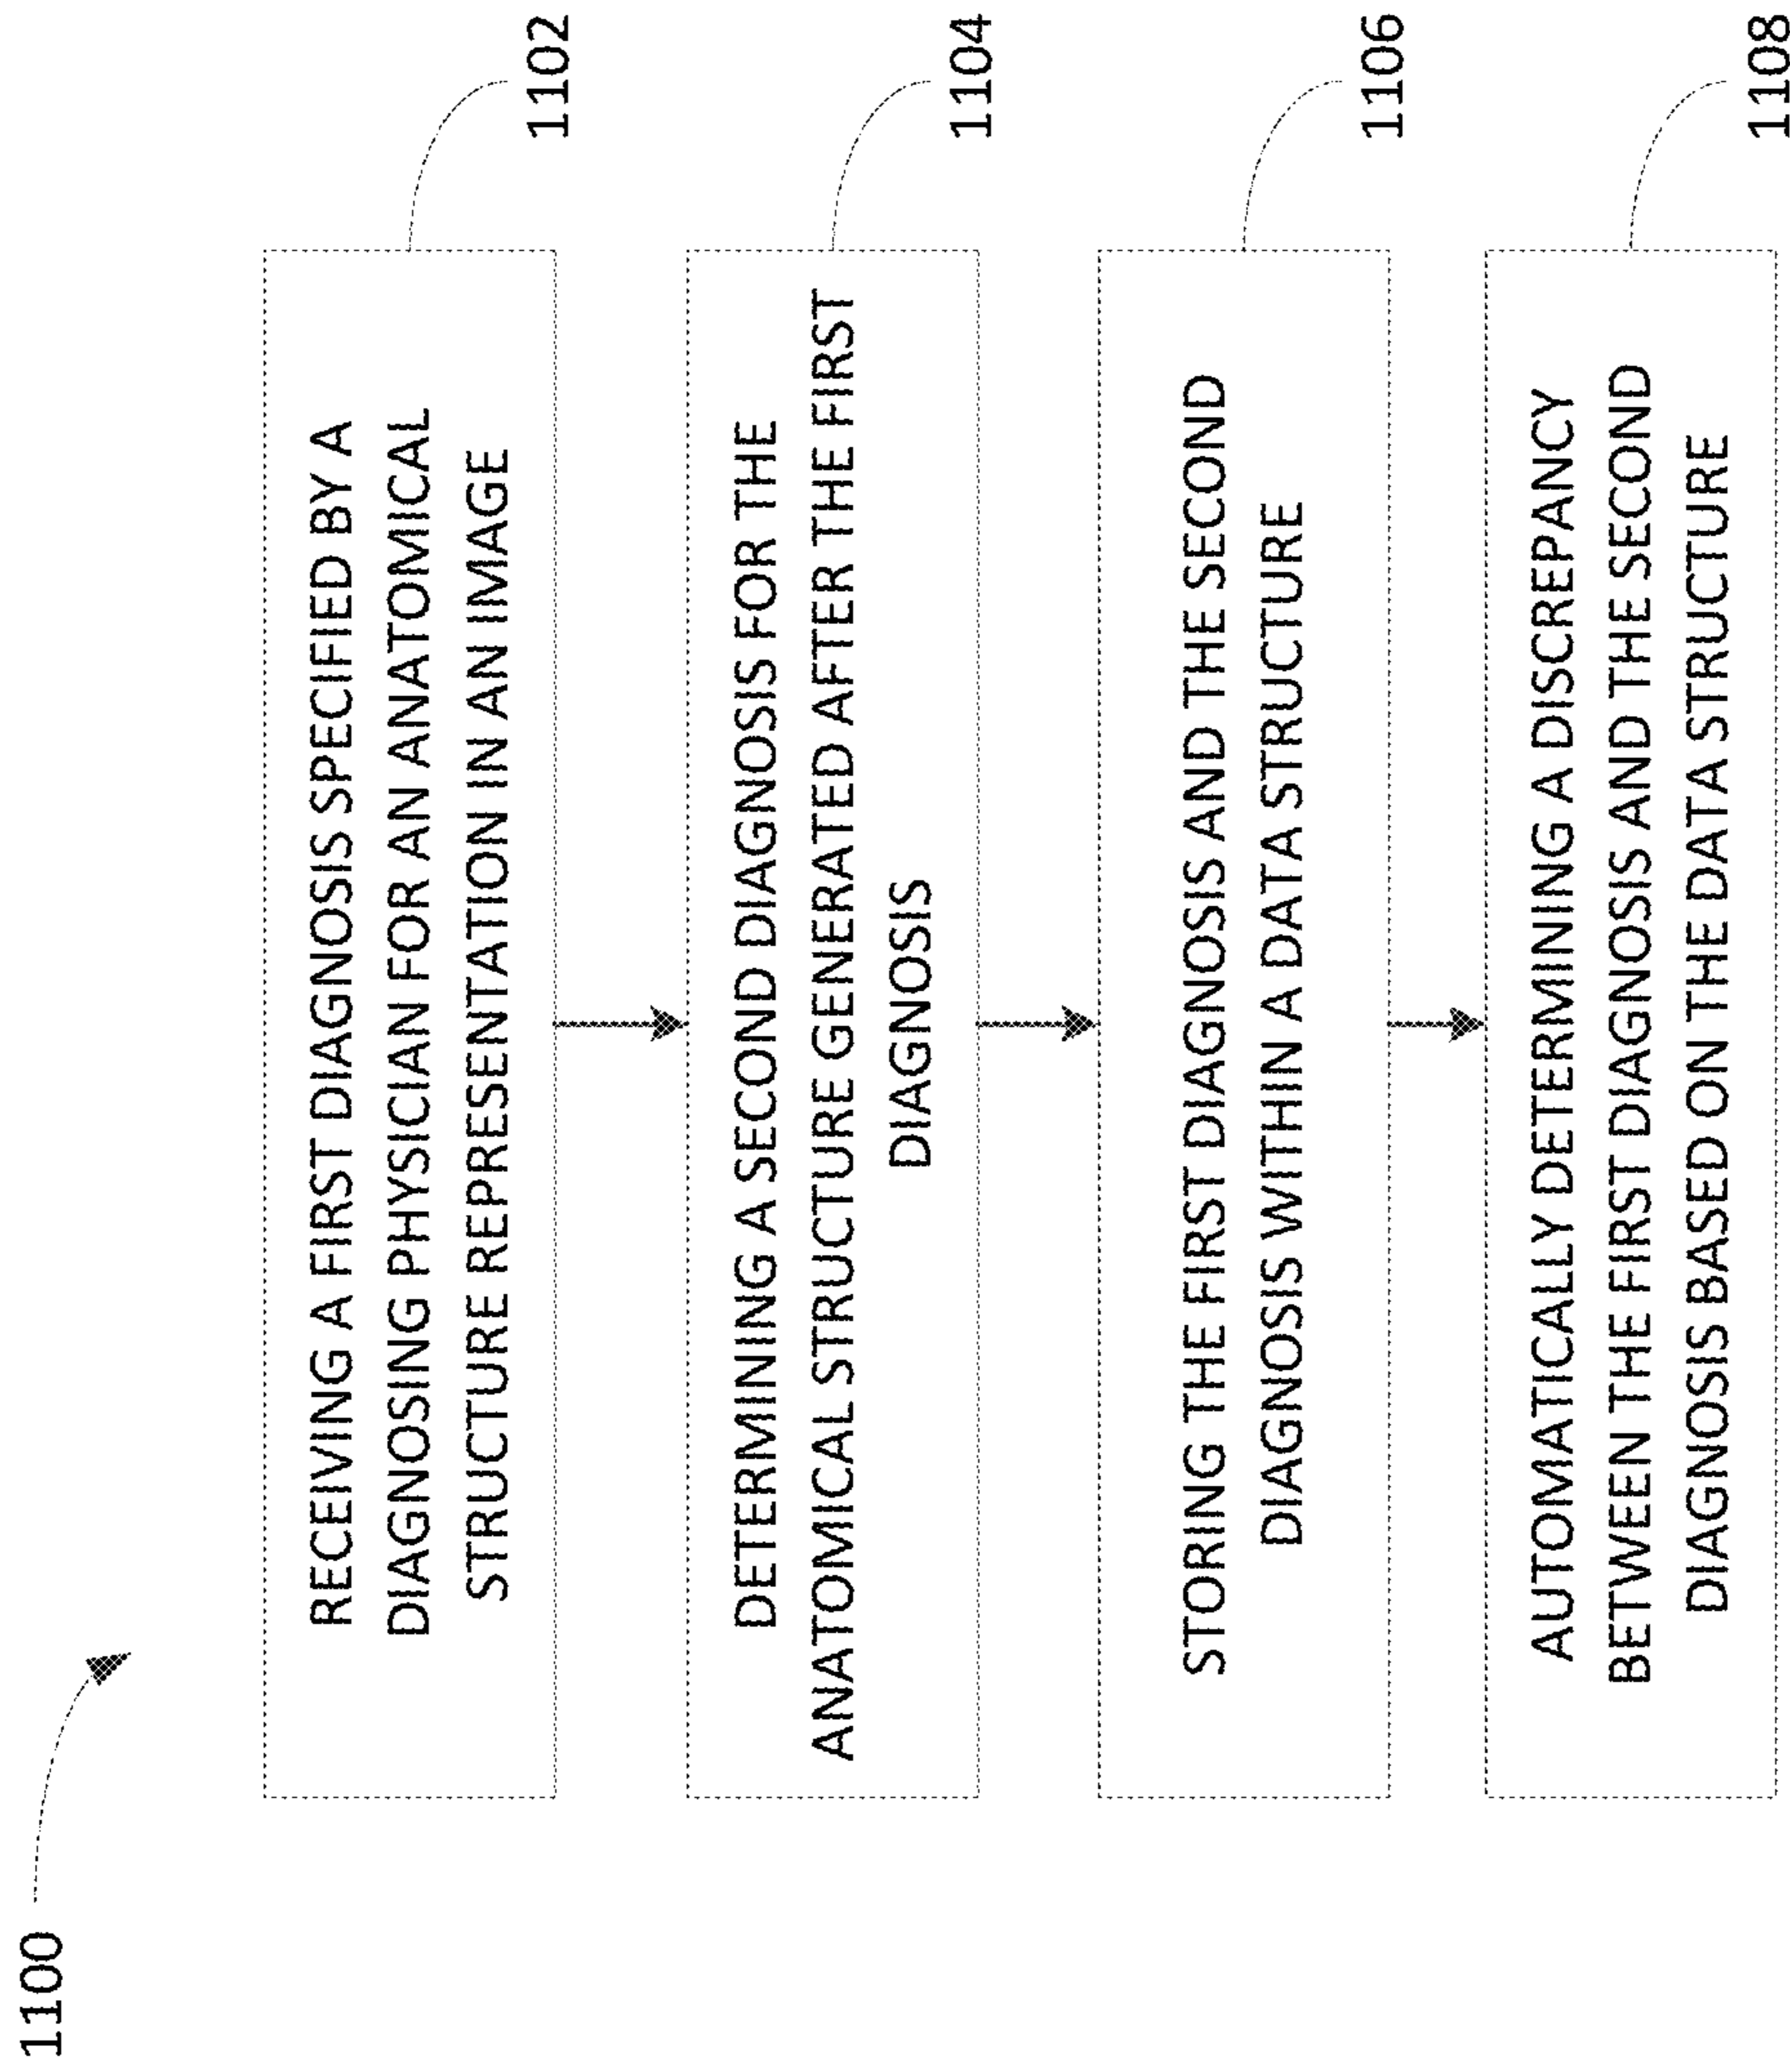 1100
RECEIVING A FIRST DIAGNOSIS SPECIFIED BY A
DIAGNOSING PHYSICIAN FOR AN ANATOMICAL
STRUCTURE REPRESENTATION IN AN IMAGE
1102
DETERMINING A SECOND DIAGNOSIS FOR THE
ANATOMICAL STRUCTURE GENERATED AFTER THE FIRST
DIAGNOSIS
1104
STORING THE FIRST DIAGNOSIS AND THE SECOND
DIAGNOSIS WITHIN A DATA STRUCTURE
1106
AUTOMATICALLY DETERMINING A DISCREPANCY
BETWEEN THE FIRST DIAGNOSIS AND THE SECOND
DIAGNOSIS BASED ON THE DATA STRUCTURE
1108